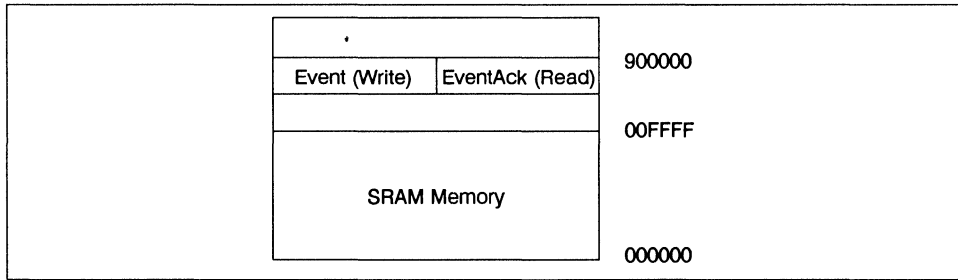 900000
Event (Write) EventAck (Read)
00FFFF
SRAM Memory
000000